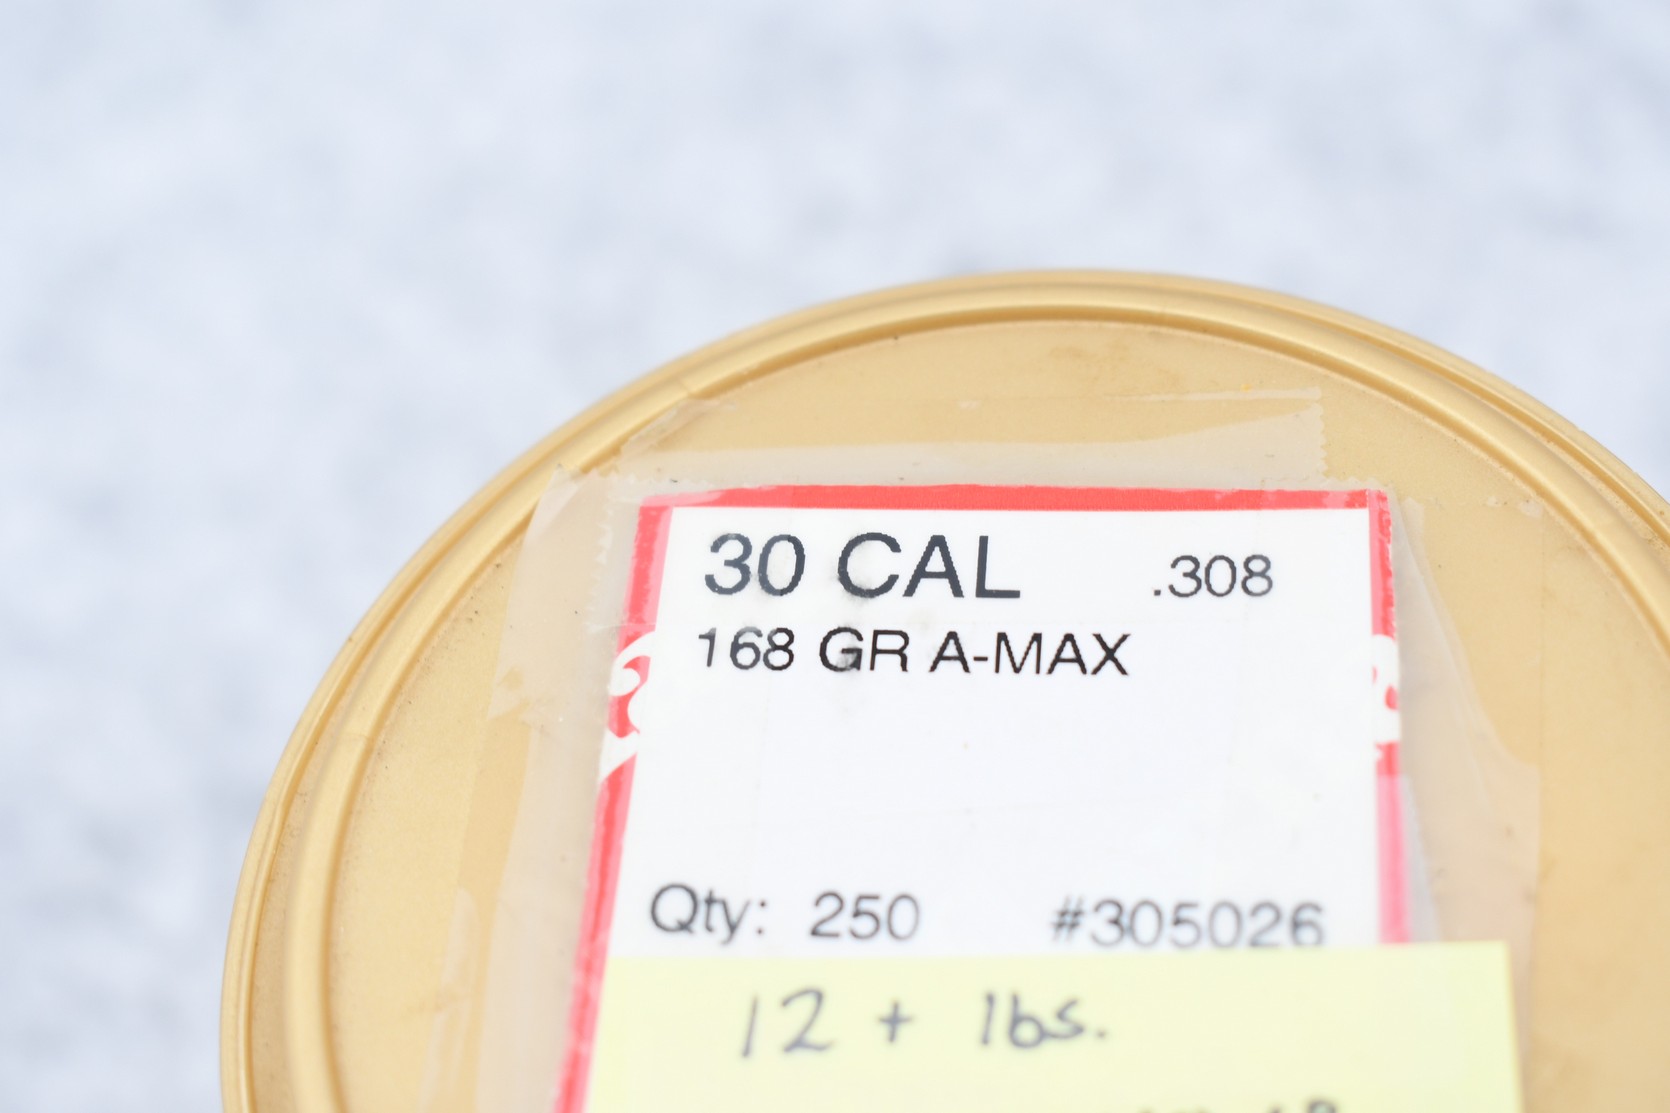 30 CAL .308
168 GR A-MAX
Qty: 250 #305026
12 + lbs.